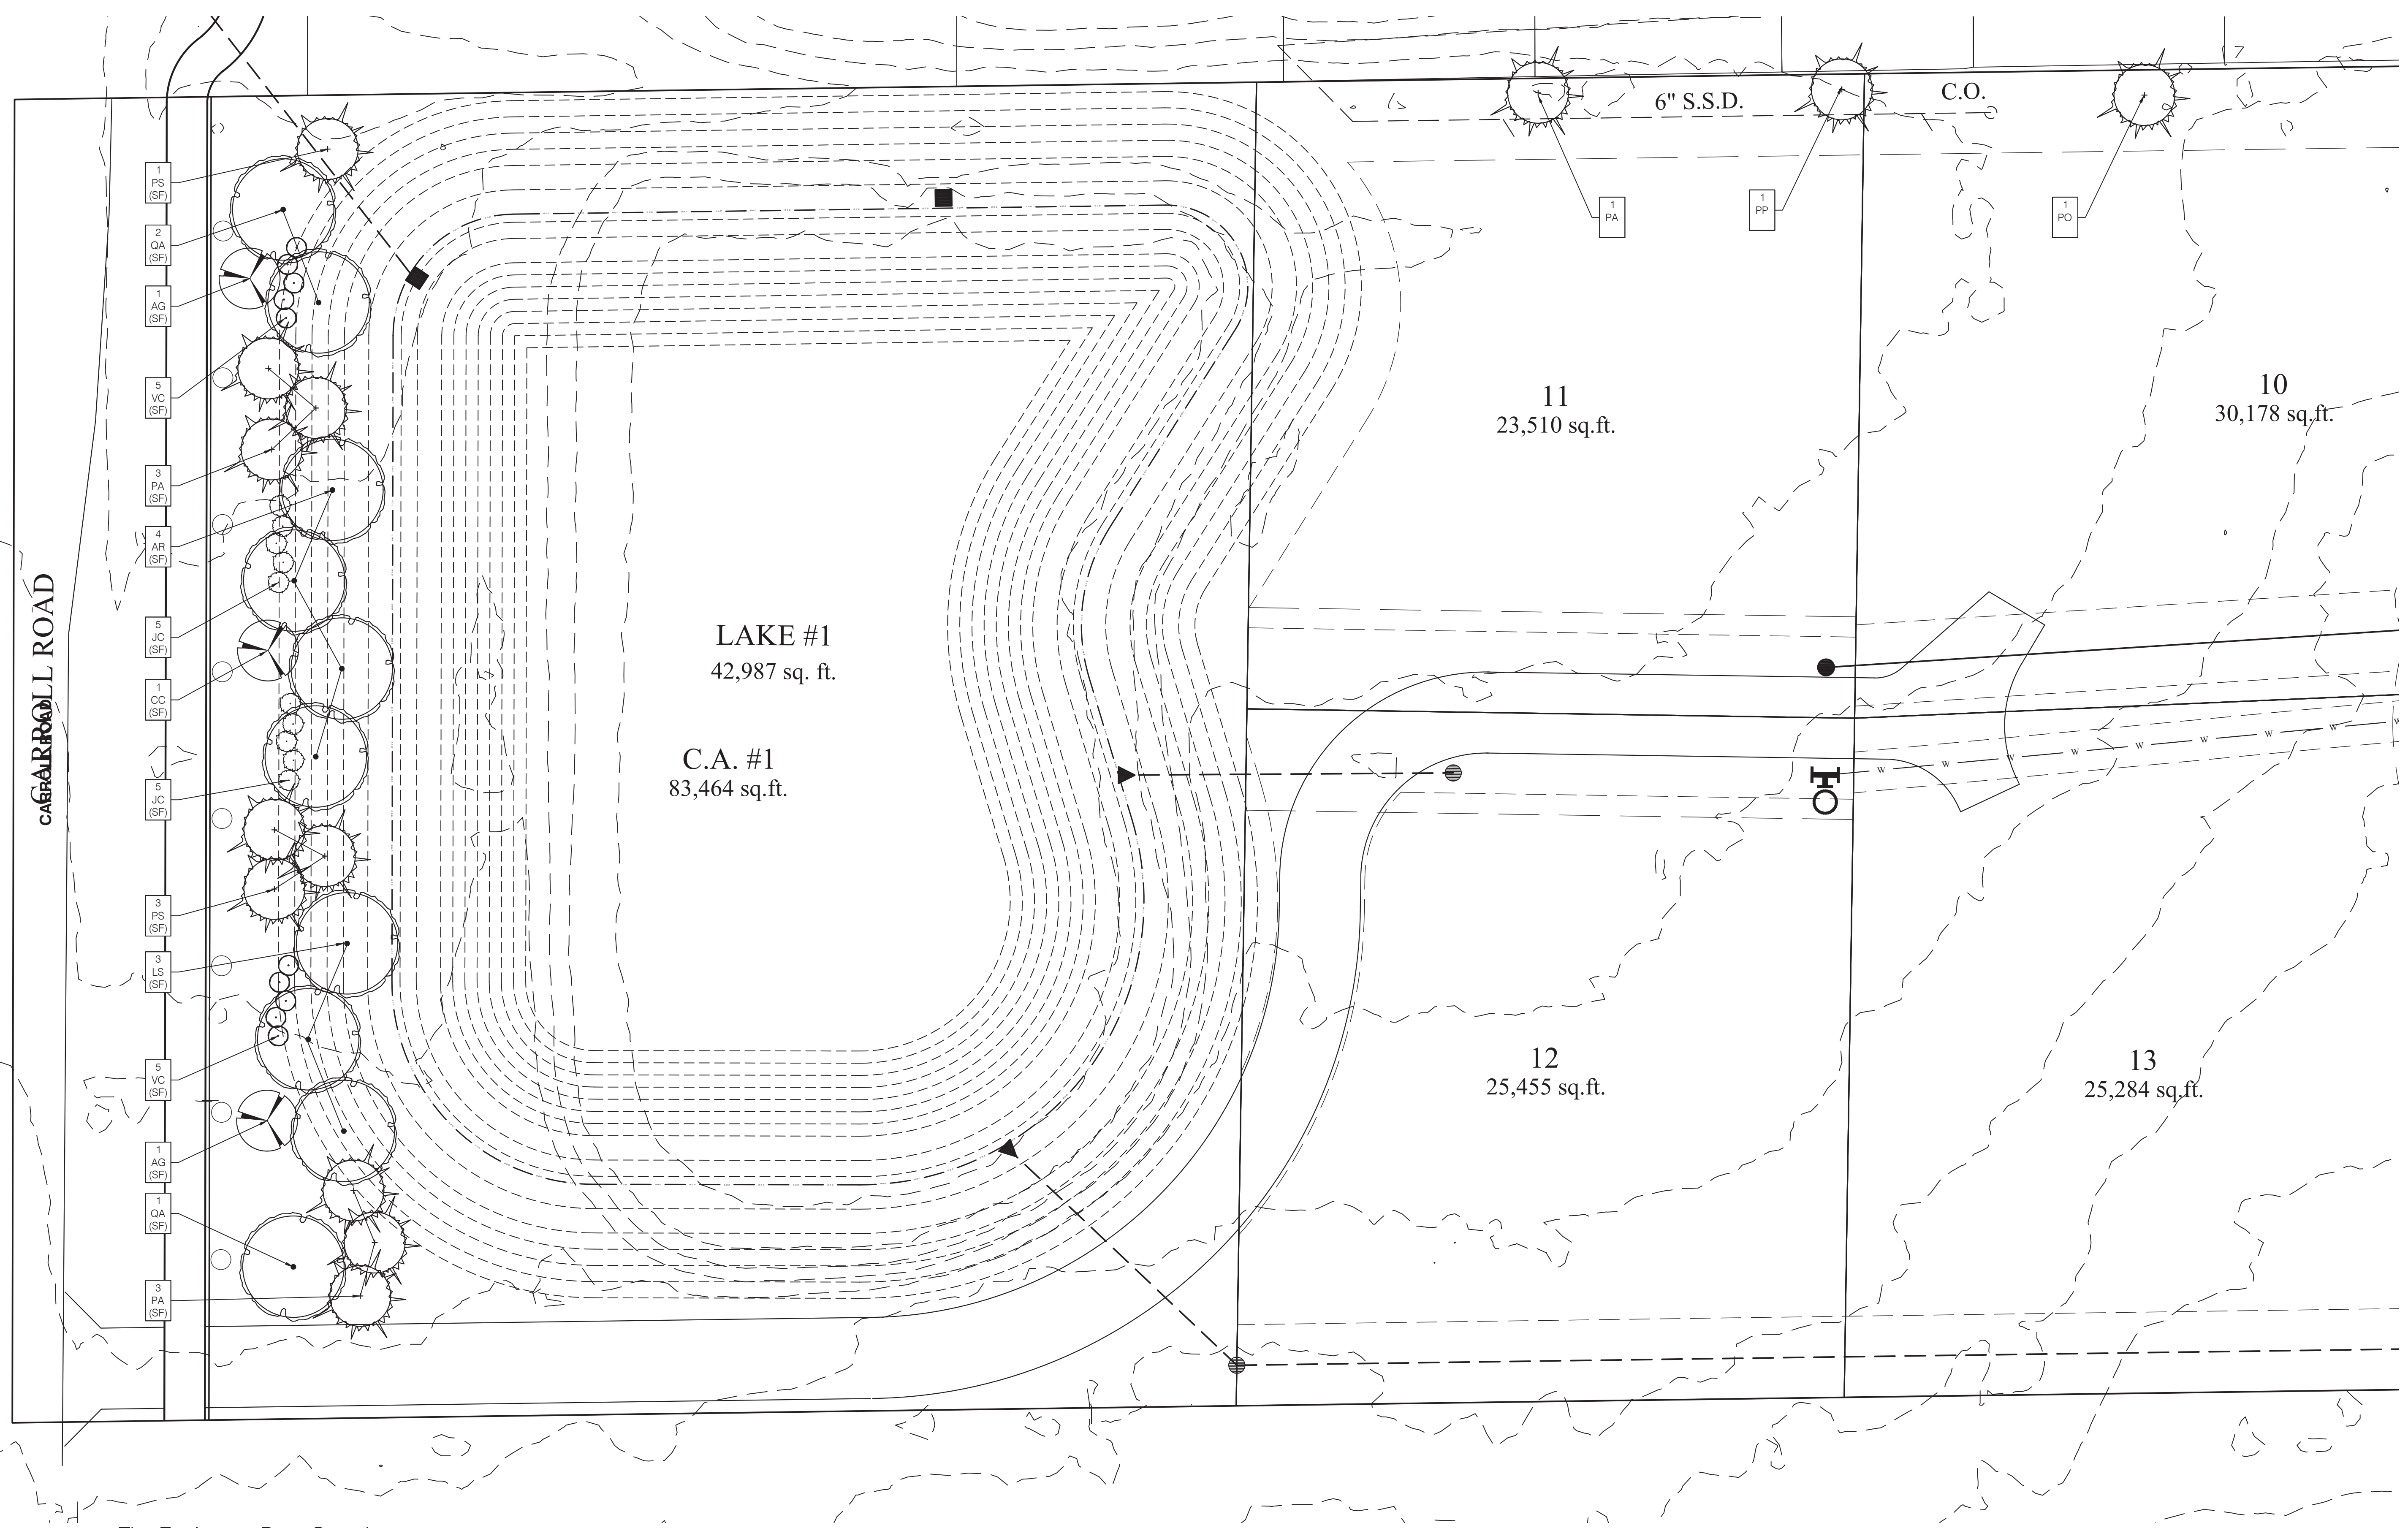 6" S.S.D.
C.O.
1
PS
(SF)
2
QA
(SF)
1
AG
(SF)
5
VC
(SF)
3
PA
(SF)
4
AR
(SF)
5
JC
(SF)
1
CC
(SF)
5
JC
(SF)
3
PS
(SF)
3
LS
(SF)
5
VC
(SF)
1
AG
(SF)
1
QA
(SF)
3
PA
(SF)
CARROLL ROAD
CARROLL ROAD
LAKE #1
42,987 sq. ft.
C.A. #1
83,464 sq.ft.
1
PA
1
PP
1
PO
11
23,510 sq.ft.
10
30,178 sq.ft.
W W W W W W W W W
12
25,455 sq.ft.
13
25,284 sq.ft.